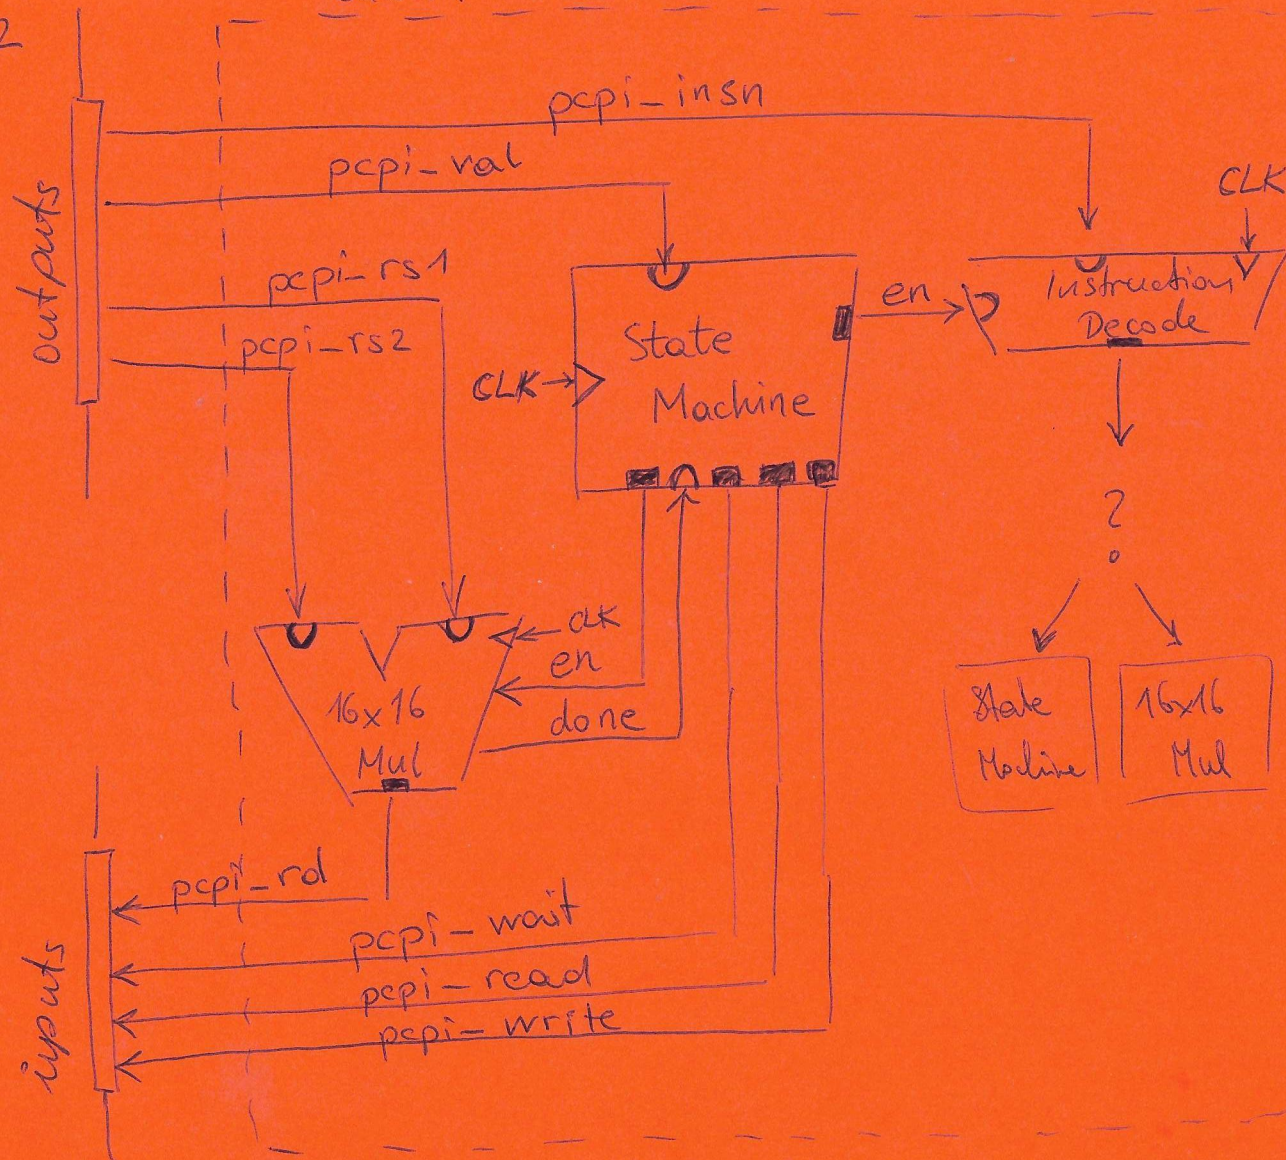 2
pcpi_insn
pcpi_val
CLK
outputs
pcpi_rs1
pcpi_rs2
en
Instruction
Decode
State
Machine
CLK
?
CLK
en
16x16
Mul
done
State
Machine
16x16
Mul
pcpi_rd
pcpi_wait
pcpi_read
pcpi_write
inputs